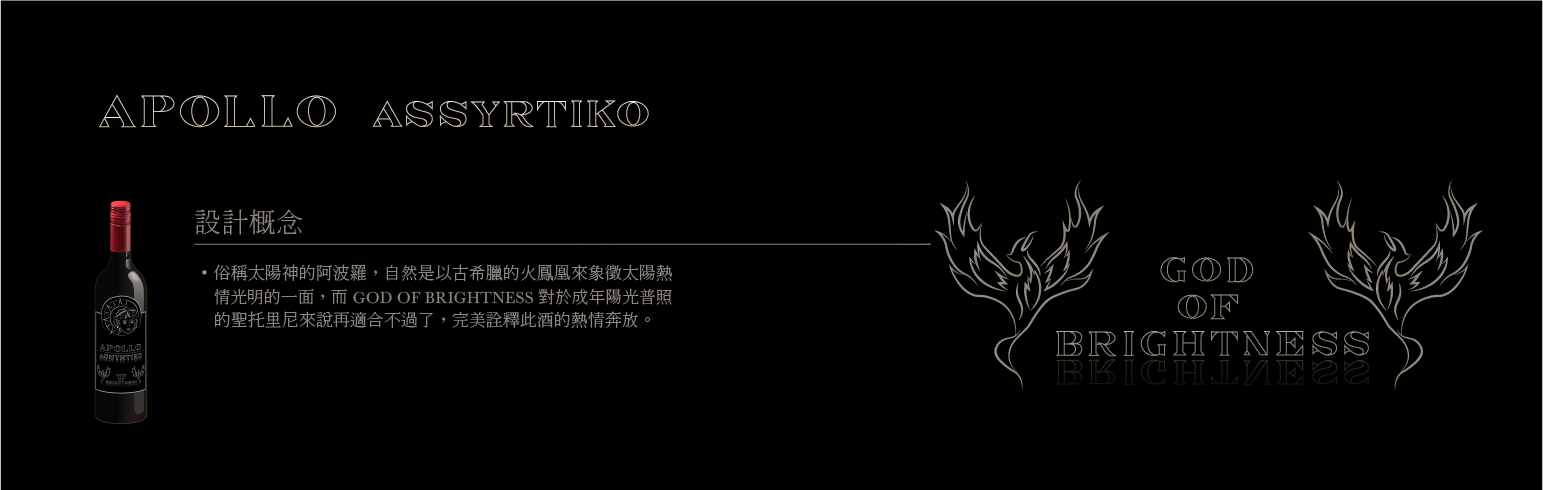 APOLLO ASSYRTIKO
設計概念
•俗稱太陽神的阿波羅，自然是以古希臘的火鳳凰來象徵太陽熱
情光明的一面，而 GOD OF BRIGHTNESS 對於成年陽光普照
的聖托里尼來說再適合不過了，完美詮釋此酒的熱情奔放。
GOD
OF
BRIGHTNESS
APOLLO
ASSYRTIKO
GOD
OF
BRIGHTNESS